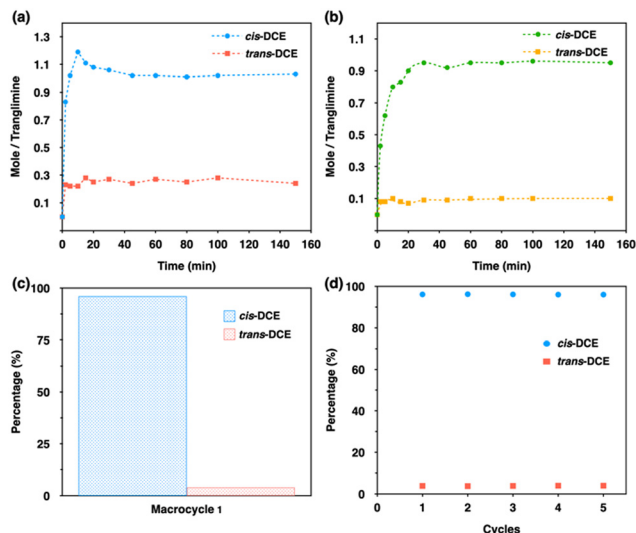 (a)
cis-DCE
trans-DCE
1.3
1.1
0.9
0.7
0.5
0.3
0.1
Mole / Tranglimine
0 20 40 60 80 100 120 140 160
Time (min)
(b)
cis-DCE
trans-DCE
1.1
0.9
0.7
0.5
0.3
0.1
Mole / Tranglimine
0 20 40 60 80 100 120 140 160
Time (min)
(c)
cis-DCE
trans-DCE
100
75
50
25
0
Percentage (%)
Macrocycle 1
(d)
cis-DCE
trans-DCE
100
80
60
40
20
0
Percentage (%)
0 1 2 3 4 5
Cycles